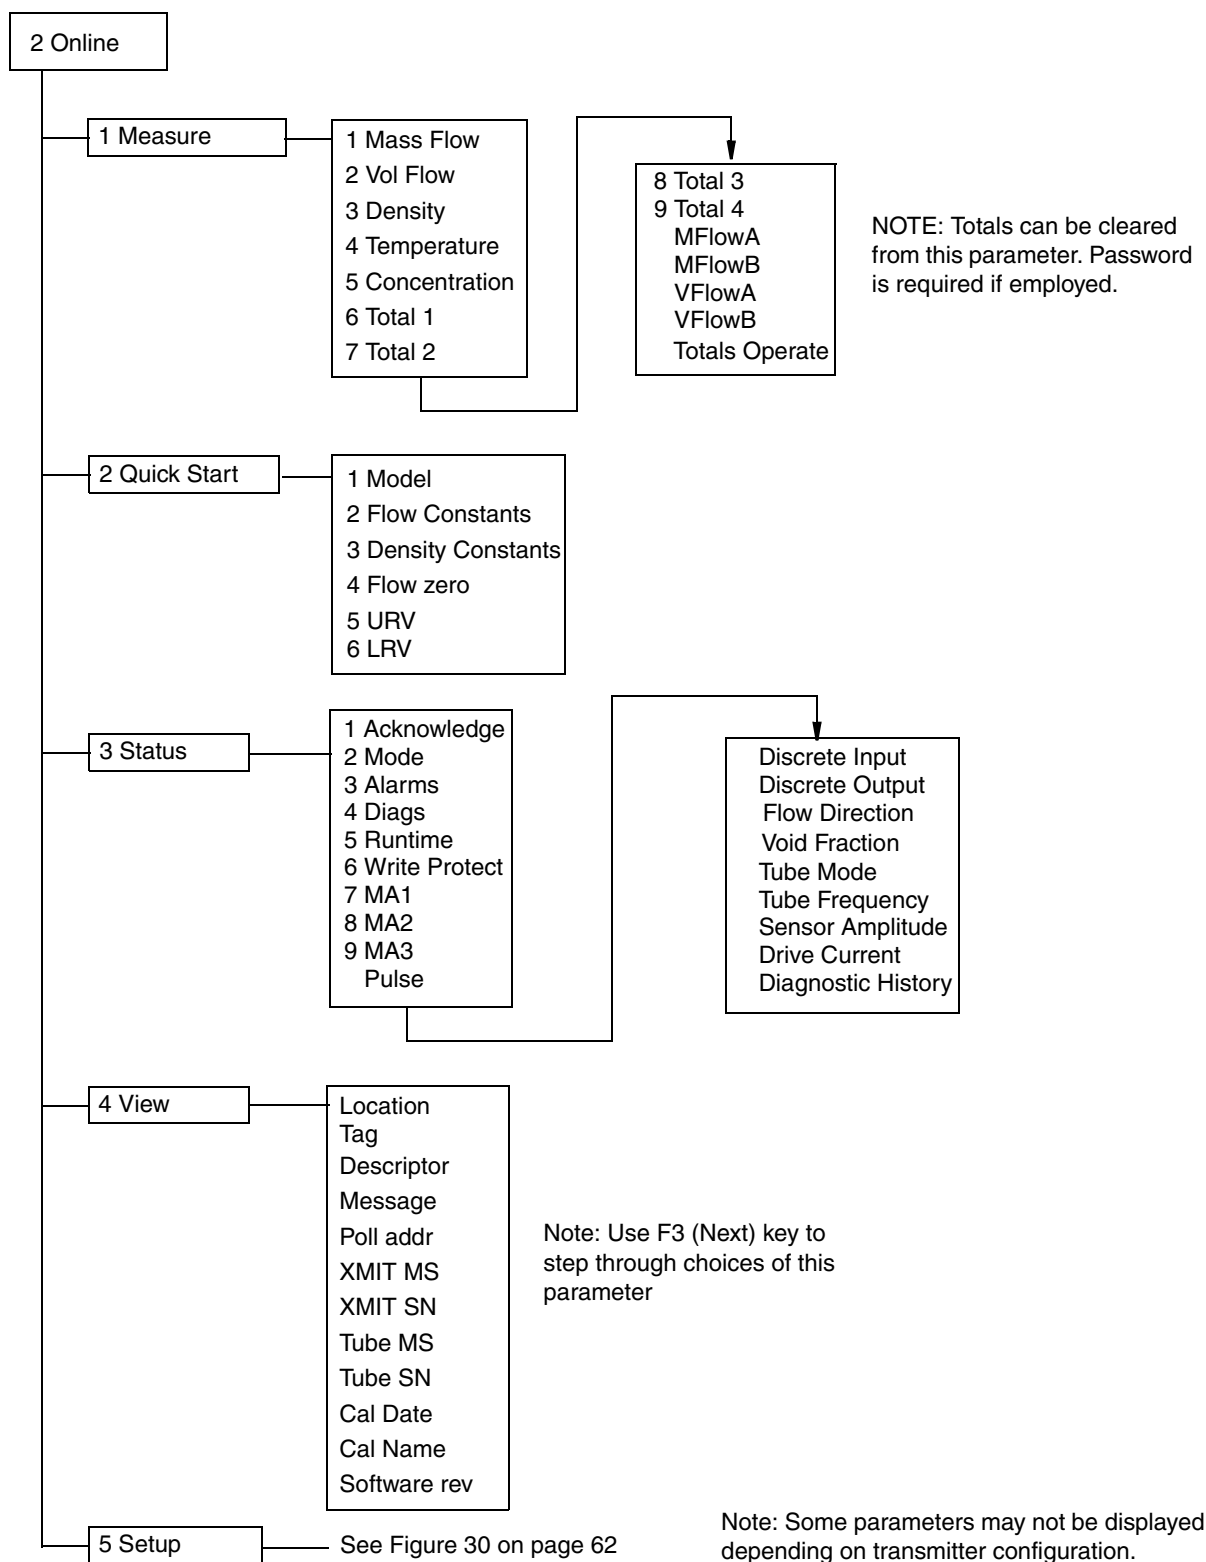 2 Online
1 Measure
1 Mass Flow
2 Vol Flow
3 Density
4 Temperature
5 Concentration
6 Total 1
7 Total 2
8 Total 3
9 Total 4
MFlowA
MFlowB
VFlowA
VFlowB
Totals Operate
NOTE: Totals can be cleared
from this parameter. Password
is required if employed.
2 Quick Start
1 Model
2 Flow Constants
3 Density Constants
4 Flow zero
5 URV
6 LRV
3 Status
1 Acknowledge
2 Mode
3 Alarms
4 Diags
5 Runtime
6 Write Protect
7 MA1
8 MA2
9 MA3
Pulse
Discrete Input
Discrete Output
Flow Direction
Void Fraction
Tube Mode
Tube Frequency
Sensor Amplitude
Drive Current
Diagnostic History
4 View
Location
Tag
Descriptor
Message
Poll addr
XMIT MS
XMIT SN
Tube MS
Tube SN
Cal Date
Cal Name
Software rev
Note: Use F3 (Next) key to
step through choices of this
parameter
5 Setup
See Figure 30 on page 62
Note: Some parameters may not be displayed
depending on transmitter configuration.